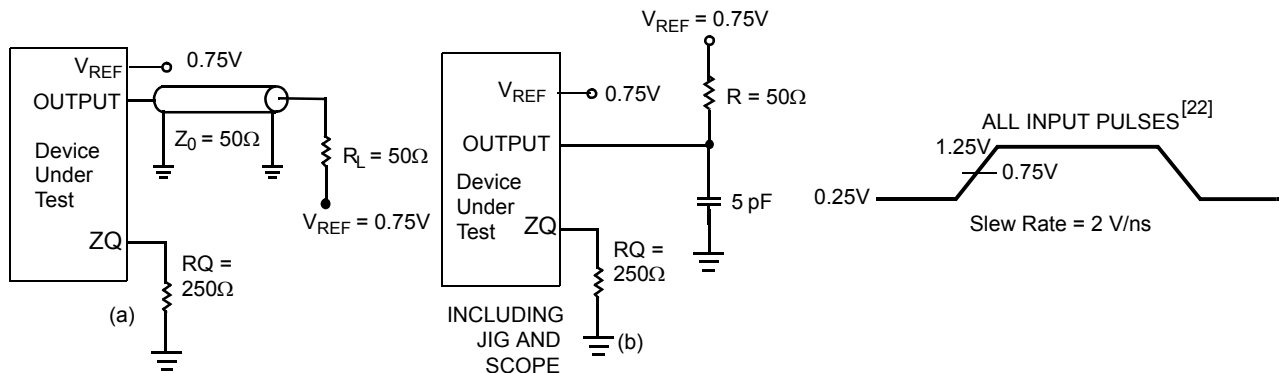 V_REF
0.75V
OUTPUT
Z_0 = 50Ω
Device
Under
Test
R_L = 50Ω
V_REF = 0.75V
ZQ
RQ =
250Ω
(a)
V_REF = 0.75V
R = 50Ω
V_REF
0.75V
OUTPUT
Device
Under
Test
5 pF
ZQ
RQ =
250Ω
INCLUDING
JIG AND
SCOPE
(b)
ALL INPUT PULSES[22]
1.25V
0.75V
0.25V
Slew Rate = 2 V/ns